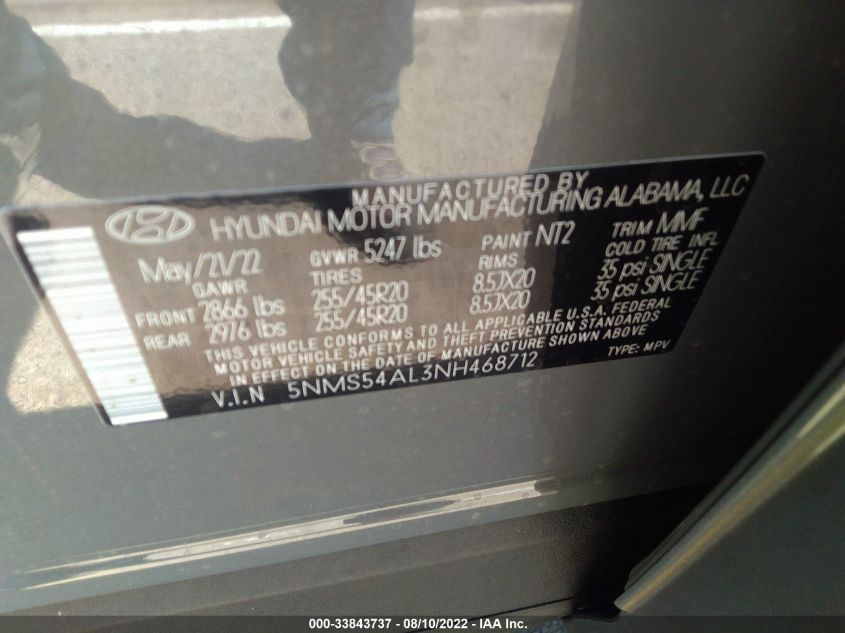 MANUFACTURED BY
HYUNDAI MOTOR MANUFACTURING ALABAMA, LLC
May/21/22 GVWR 5247 lbs PAINT NT2 TRIM MMF
GAWR TIRES RIMS COLD TIRE INFL
FRONT 2866 lbs 255/45R20 8.5JX20 35 psi SINGLE
REAR 2976 lbs 255/45R20 8.5JX20 35 psi SINGLE
THIS VEHICLE CONFORMS TO ALL APPLICABLE U.S.A. FEDERAL
MOTOR VEHICLE SAFETY AND THEFT PREVENTION STANDARDS
IN EFFECT ON THE DATE OF MANUFACTURE SHOWN ABOVE
V.I.N 5NMS54AL3NH468712 TYPE: MPV
000-33843737 - 08/10/2022 - IAA Inc.